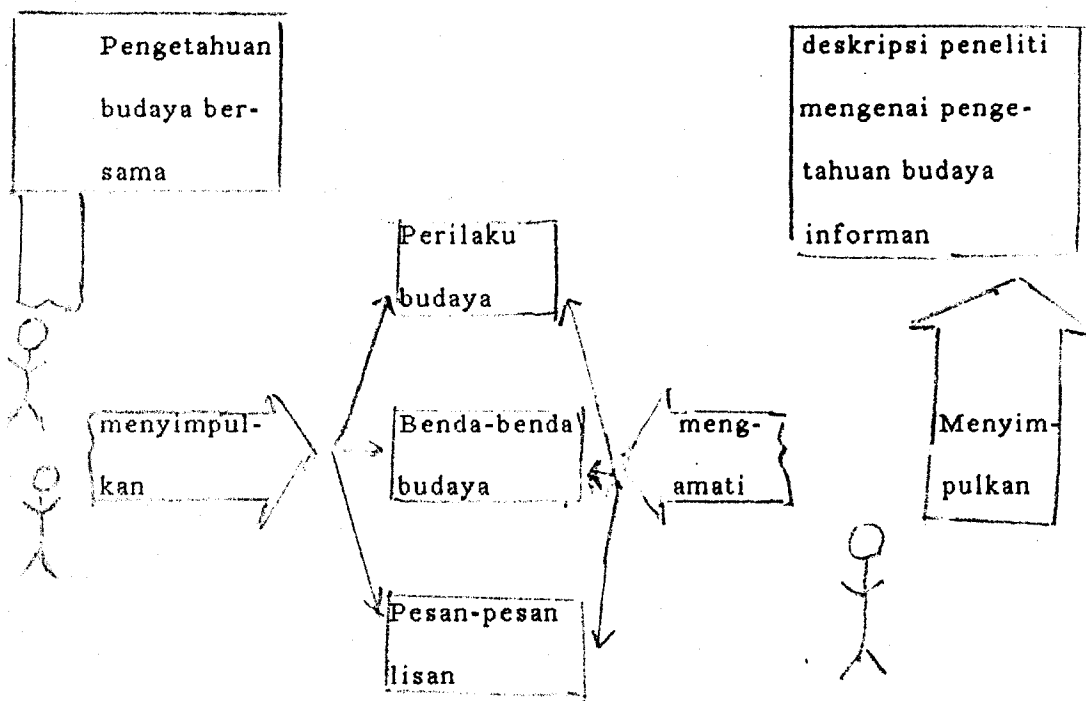 Pengetahuan
budaya ber-
sama
deskripsi peneliti
mengenai penge-
tahuan budaya
informan
Perilaku
budaya
menyimpul-
kan
Benda-benda
budaya
meng-
amati
Menyim-
pulkan
Pesan-pesan
lisan